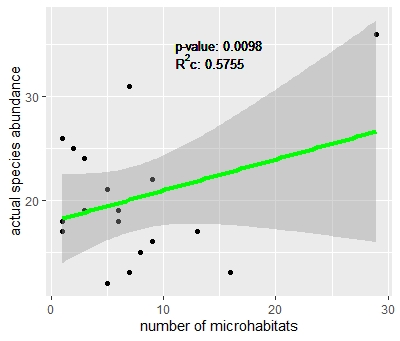 p-value: 0.0098
R²c: 0.5755
actual species abundance
30
20
0
10
20
30
number of microhabitats